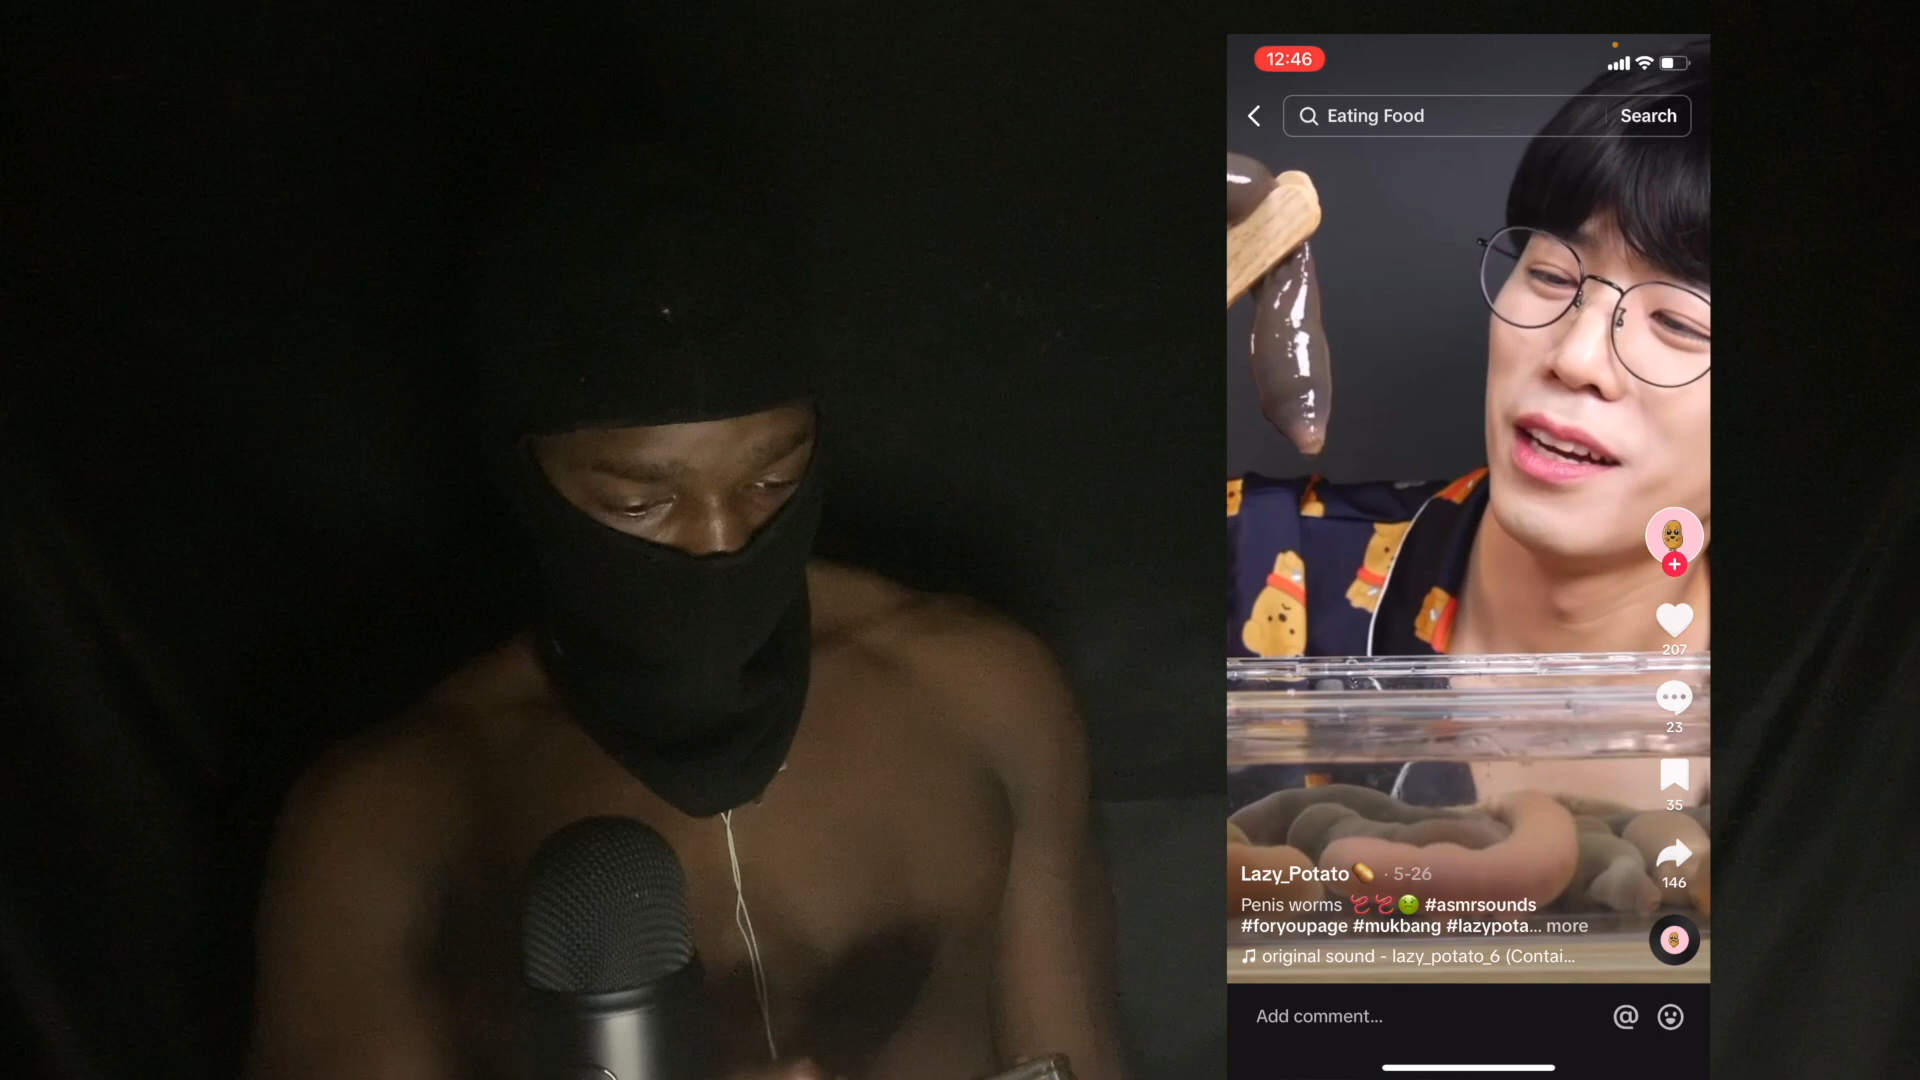 12:46
Eating Food
Search
207
23
35
146
Lazy_Potato🥔 · 5-26
Penis worms 🪱🪱🤢 #asmrsounds
#foryoupage #mukbang #lazypota... more
original sound - lazy_potato_6 (Contai...
Add comment...
@